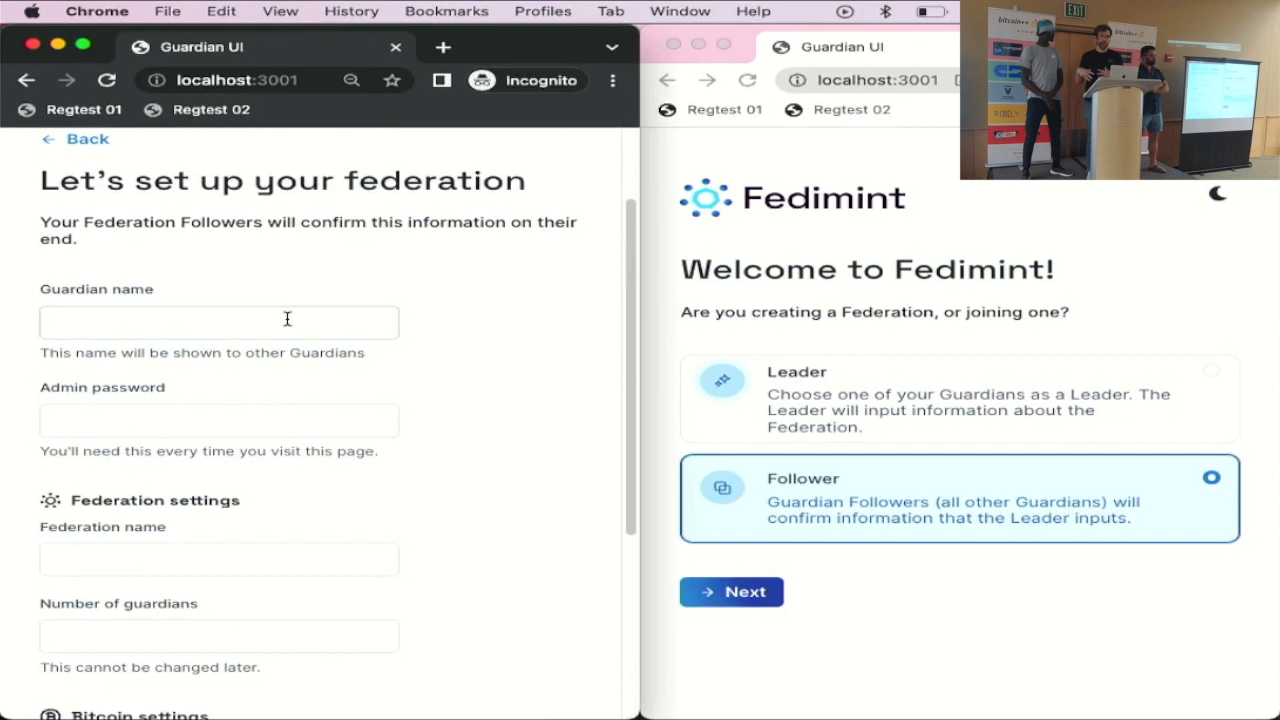 Chrome File Edit View History Bookmarks Profiles Tab Window Help
Guardian UI
localhost:3001
Incognito
Regtest 01 Regtest 02
Back
Let's set up your federation
Your Federation Followers will confirm this information on their
end.
Guardian name
This name will be shown to other Guardians
Admin password
You'll need this every time you visit this page.
Federation settings
Federation name
Number of guardians
This cannot be changed later.
Bitcoin settings
Guardian UI
localhost:3001
Regtest 01 Regtest 02
Fedimint
Welcome to Fedimint!
Are you creating a Federation, or joining one?
Leader
Choose one of your Guardians as a Leader. The
Leader will input information about the
Federation.
Follower
Guardian Followers (all other Guardians) will
confirm information that the Leader inputs.
Next
EXIT
bitcoin++
bitcoin++